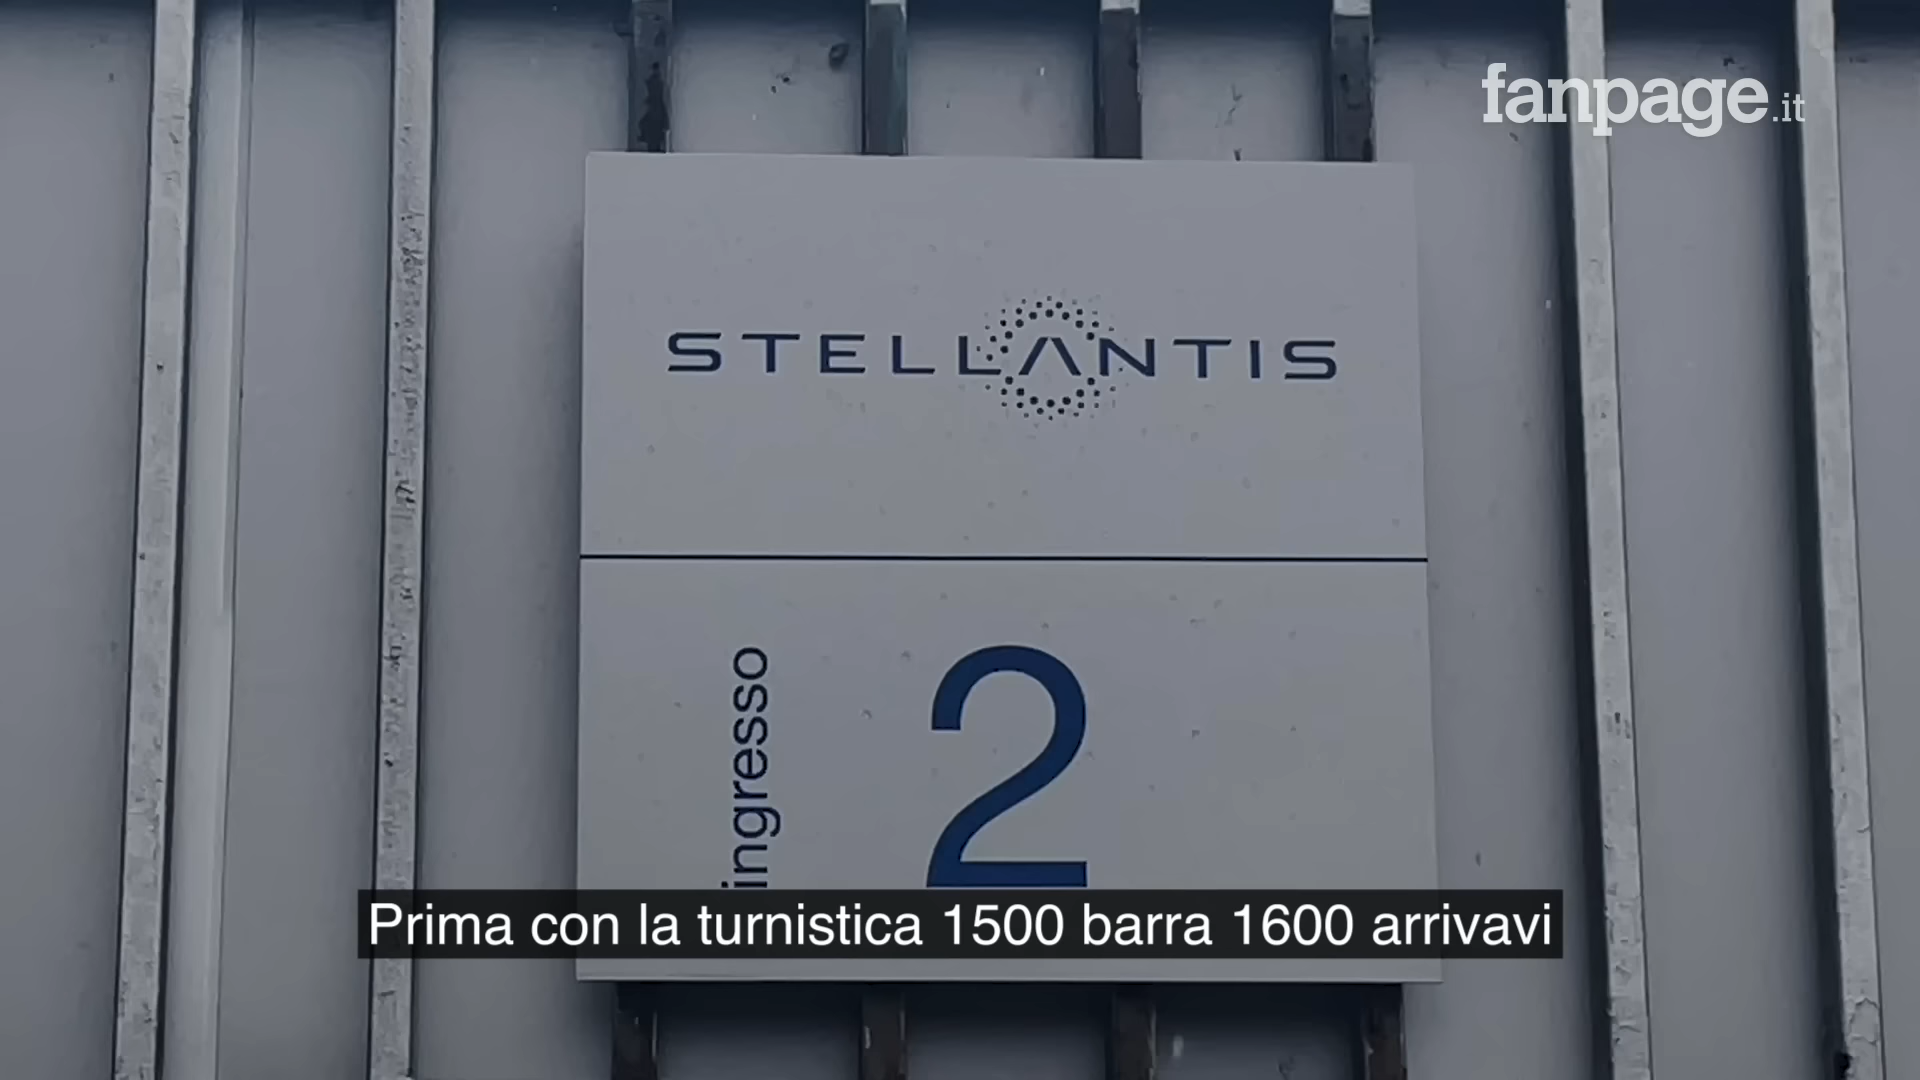 fanpage.it
STELLANTIS
ingresso
2
Prima con la turnistica 1500 barra 1600 arrivavi